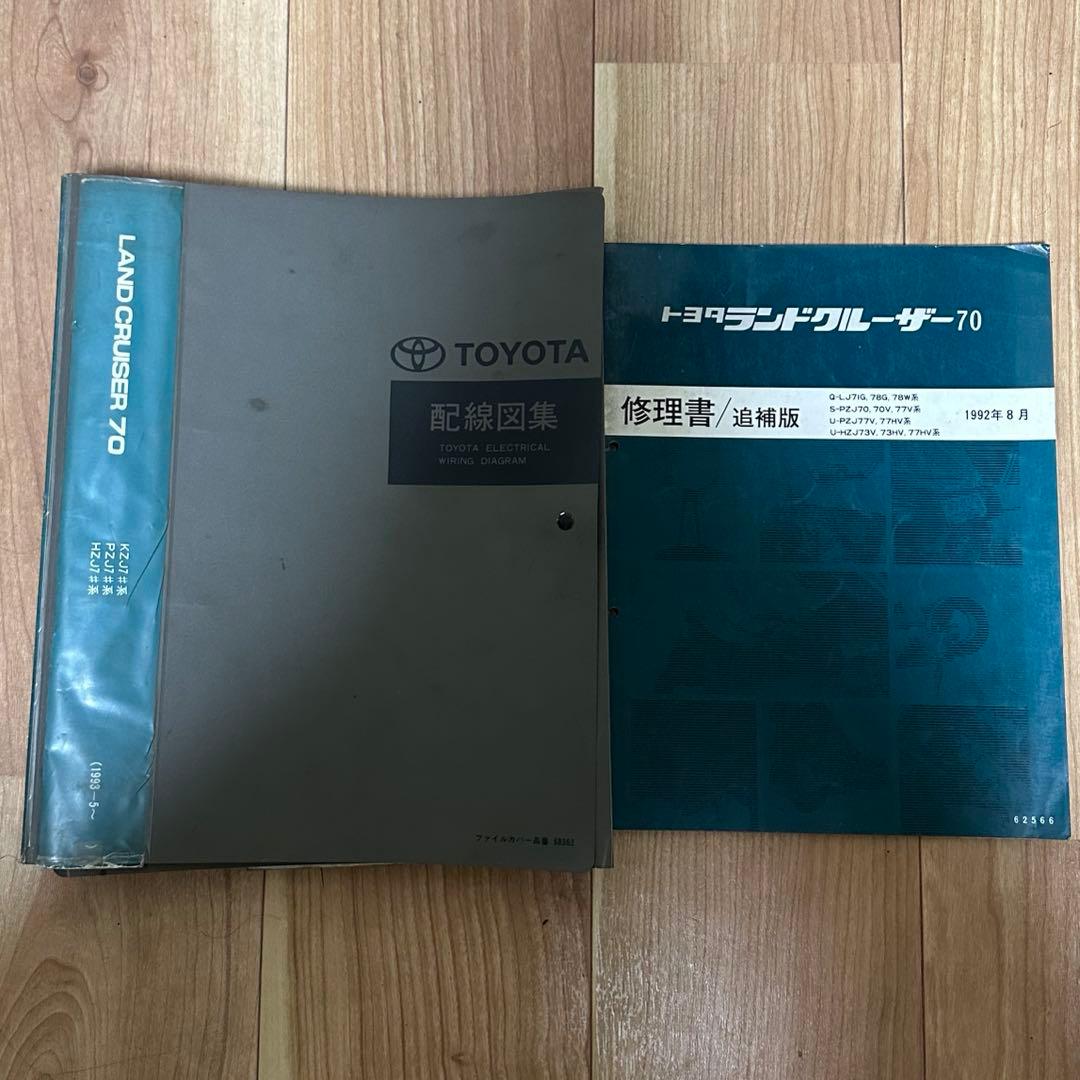 LAND CRUISER 70
KZJ7#系
PZJ7#系
HZJ7#系
(1993-5~
)
TOYOTA
配線図集
TOYOTA ELECTRICAL
WIRING DIAGRAM
ファイルカバー品番
トヨタランドクルーザー70
修理書/追補版
Q-LJ71G, 78G, 78W系
S-PZJ70, 70V, 77V系
U-PZJ77V, 77HV系
U-HZJ73V, 73HV, 77HV系
1992年8月
62566